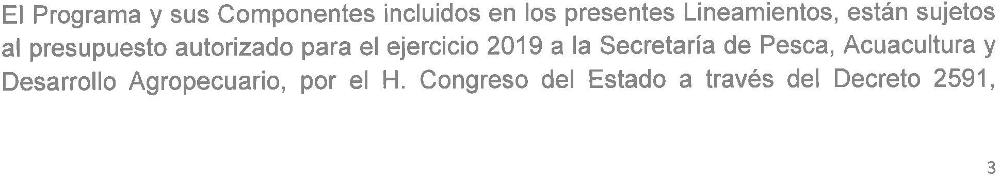 El Programa y sus Componentes incluidos en los presentes Lineamientos, están sujetos
al presupuesto autorizado para el ejercicio 2019 a la Secretaría de Pesca, Acuacultura y
Desarrollo Agropecuario, por el H. Congreso del Estado a través del Decreto 2591,
3